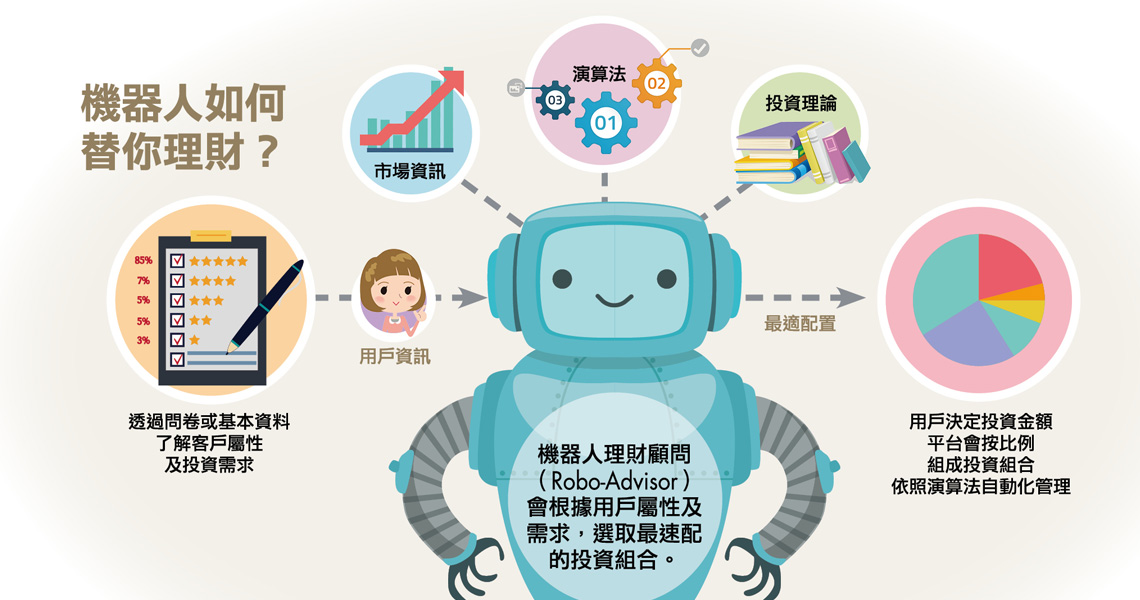 機器人如何
替你理財？
市場資訊
演算法
01
02
03
投資理論
85%
7%
5%
5%
3%
用戶資訊
最適配置
透過問卷或基本資料
了解客戶屬性
及投資需求
機器人理財顧問
（Robo-Advisor）
會根據用戶屬性及
需求，選取最速配
的投資組合。
用戶決定投資金額
平台會按比例
組成投資組合
依照演算法自動化管理